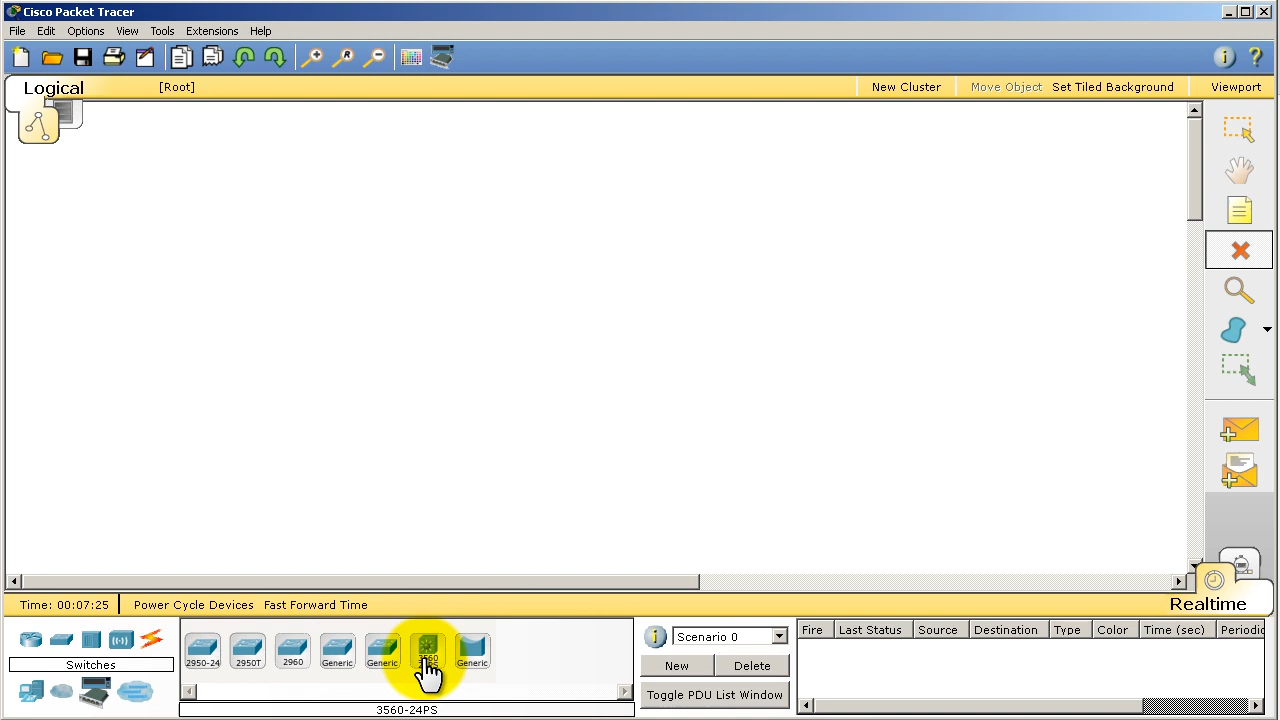 Cisco Packet Tracer
File Edit Options View Tools Extensions Help
Logical [Root] New Cluster Move Object Set Tiled Background Viewport
Time: 00:07:25 Power Cycle Devices Fast Forward Time Realtime
Fire Last Status Source Destination Type Color Time (sec) Periodic
Scenario 0
2950-24 2950T 2960 Generic Generic 3560 Generic
Switches
New Delete
Toggle PDU List Window
3560-24PS